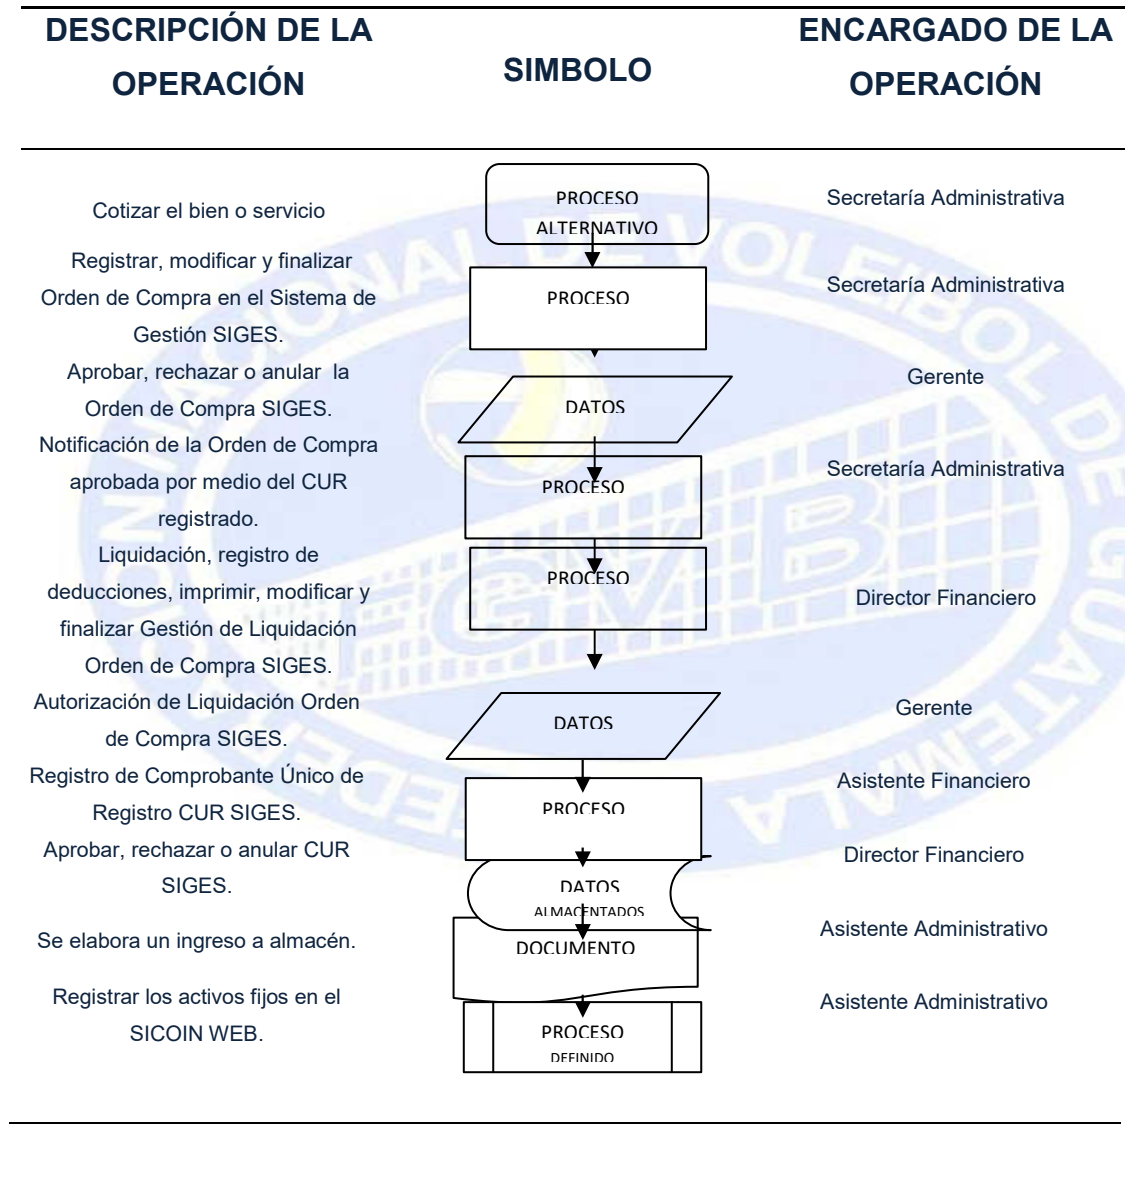 DESCRIPCIÓN DE LA
OPERACIÓN
SIMBOLO
ENCARGADO DE LA
OPERACIÓN
Cotizar el bien o servicio
PROCESO
ALTERNATIVO
Secretaría Administrativa
Registrar, modificar y finalizar
Orden de Compra en el Sistema de
Gestión SIGES.
PROCESO
Secretaría Administrativa
Aprobar, rechazar o anular la
Orden de Compra SIGES.
DATOS
Gerente
Notificación de la Orden de Compra
aprobada por medio del CUR
registrado.
PROCESO
Secretaría Administrativa
Liquidación, registro de
deducciones, imprimir, modificar y
finalizar Gestión de Liquidación
Orden de Compra SIGES.
PROCESO
Director Financiero
Autorización de Liquidación Orden
de Compra SIGES.
DATOS
Gerente
Registro de Comprobante Único de
Registro CUR SIGES.
PROCESO
Asistente Financiero
Aprobar, rechazar o anular CUR
SIGES.
DATOS
ALMACENTADOS
Director Financiero
Se elabora un ingreso a almacén.
DOCUMENTO
Asistente Administrativo
Registrar los activos fijos en el
SICOIN WEB.
PROCESO
DEFINIDO
Asistente Administrativo
NACIONAL DE VOLEIBOL DE GUATEMALA